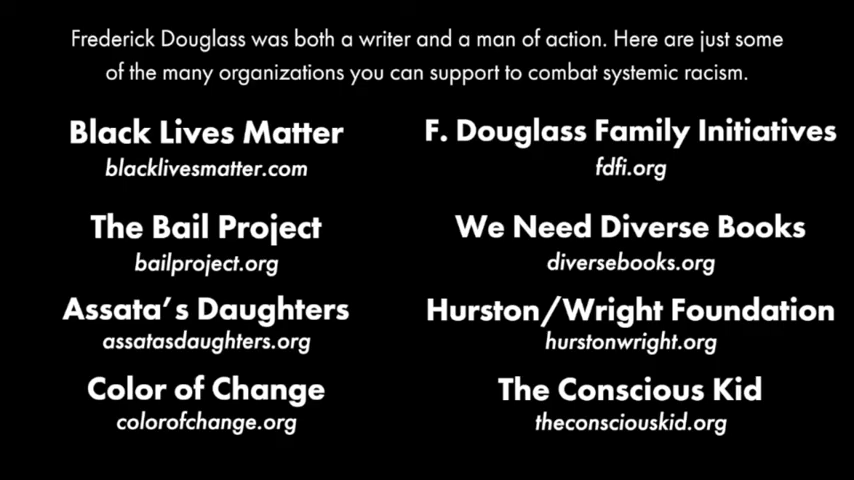 Frederick Douglass was both a writer and a man of action. Here are just some
of the many organizations you can support to combat systemic racism.
Black Lives Matter
blacklivesmatter.com
The Bail Project
bailproject.org
Assata's Daughters
assatasdaughters.org
Color of Change
colorofchange.org
F. Douglass Family Initiatives
fdfi.org
We Need Diverse Books
diversebooks.org
Hurston/Wright Foundation
hurstonwright.org
The Conscious Kid
theconsciouskid.org